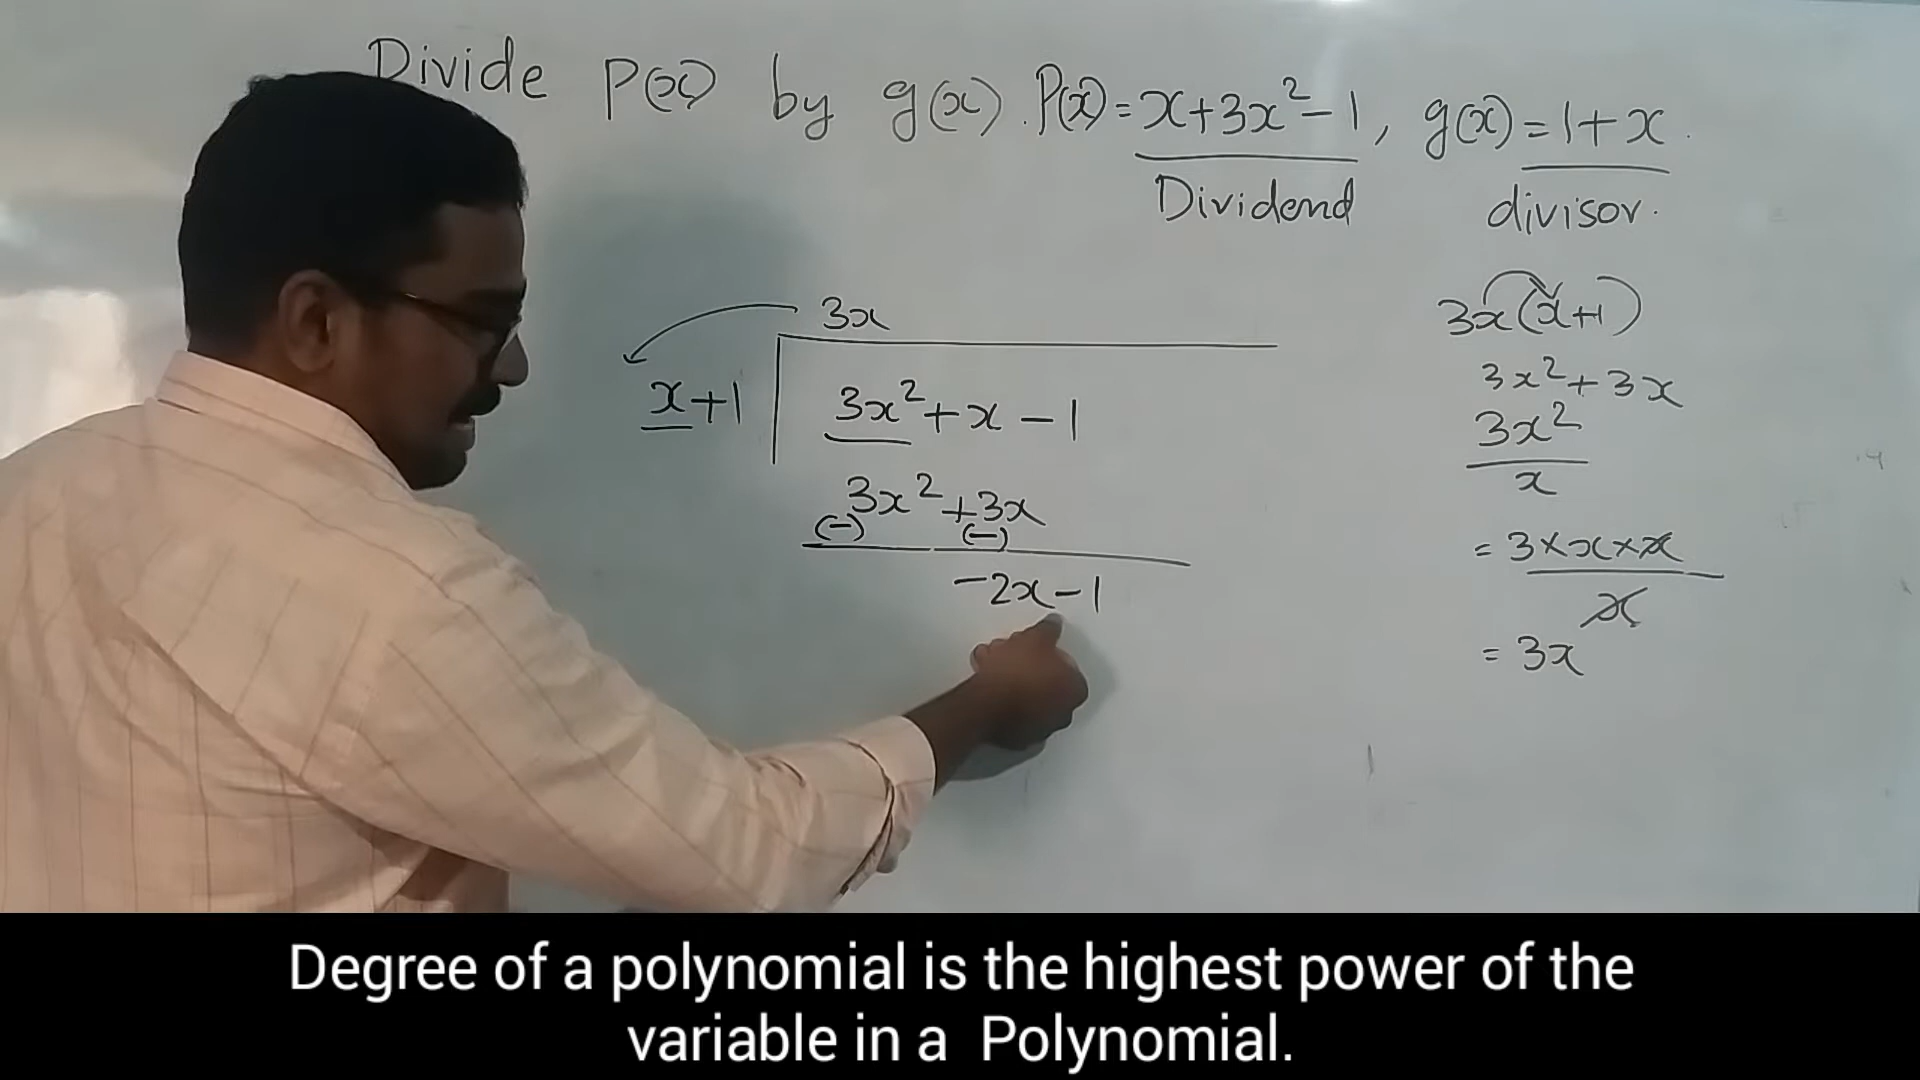 Divide P(x) by g(x). P(x) = x+3x²-1, g(x) = 1+x.
Dividend divisor.
3x
x+1 3x²+x-1
3x²+3x
(-) (-)
-2x-1
3x(x+1)
3x²+3x
3x²
x
= 3×x×x
x
= 3x
Degree of a polynomial is the highest power of the
variable in a Polynomial.